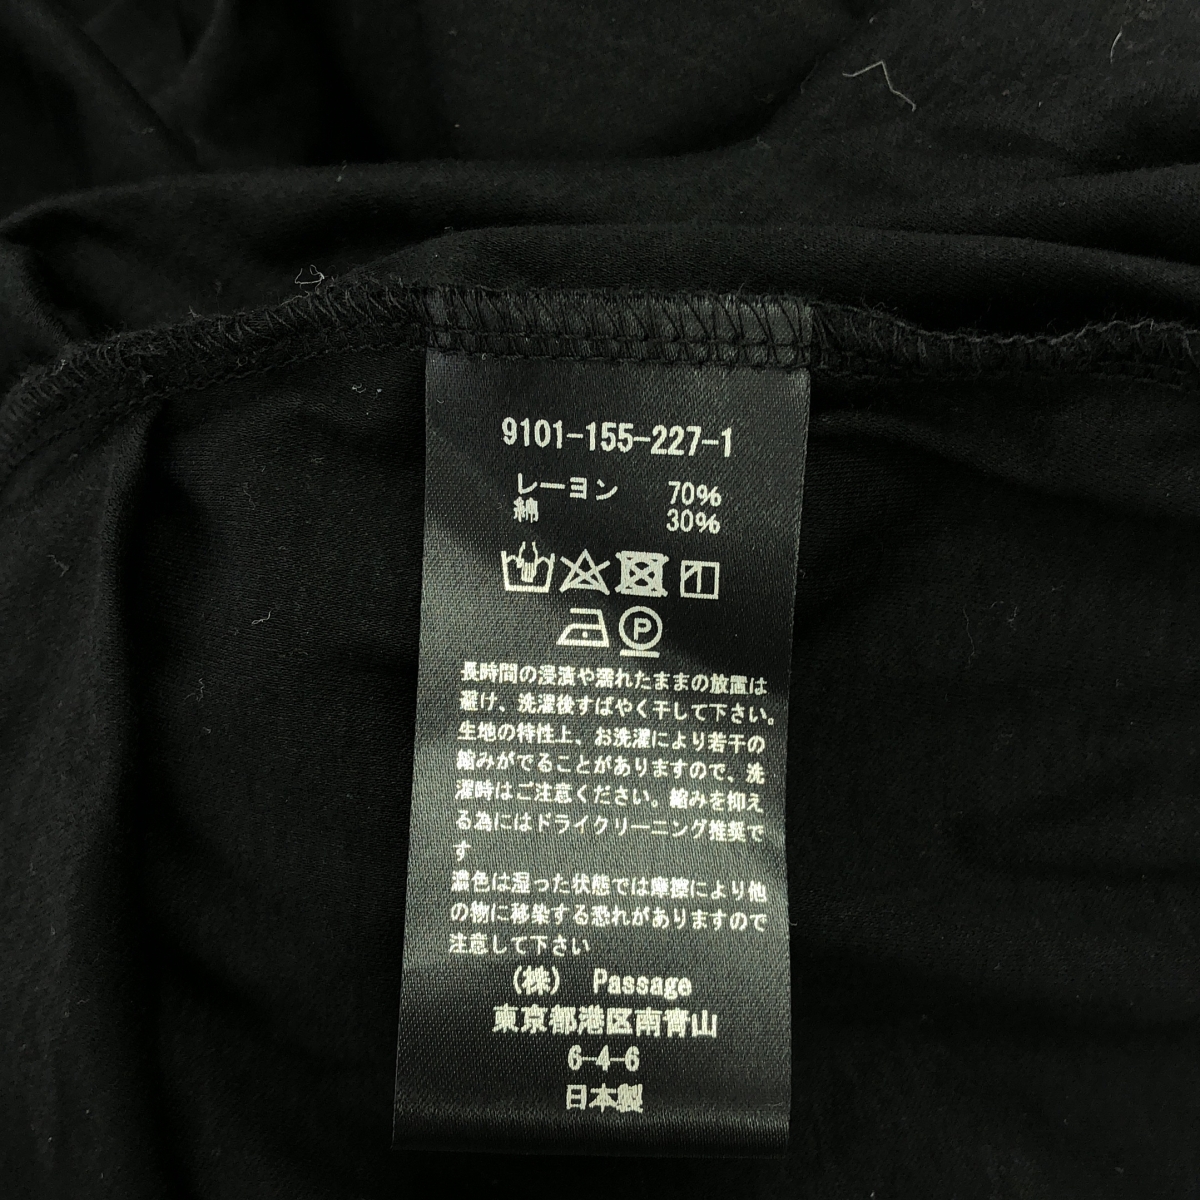 9101-155-227-1
レーヨン 70%
綿 30%
P
長時間の浸漬や濡れたままの放置は
避け、洗濯後すばやく干して下さい。
生地の特性上、お洗濯により若干の
縮みがでることがありますので、洗
濯時はご注意ください。縮みを抑え
る為にはドライクリーニング推奨で
す
濃色は湿った状態では摩擦により他
の物に移染する恐れがありますので
注意して下さい
(株) Passage
東京都港区南青山
6-4-6
日本製